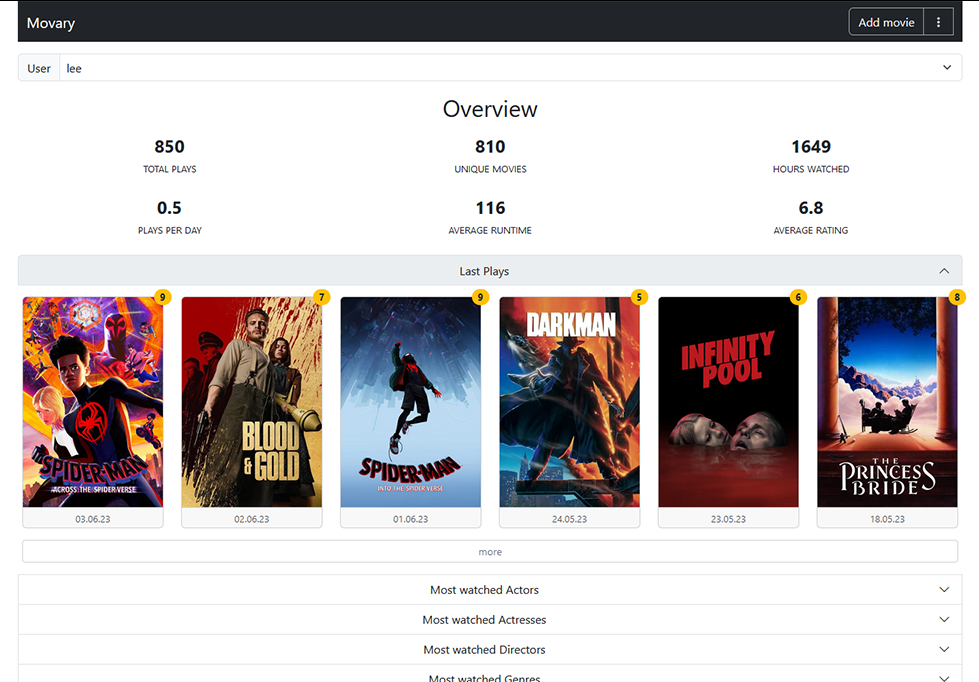 Movary
Add movie
User
lee
Overview
850
810
1649
TOTAL PLAYS
UNIQUE MOVIES
HOURS WATCHED
0.5
116
6.8
PLAYS PER DAY
AVERAGE RUNTIME
AVERAGE RATING
Last Plays
9
7
9
5
6
8
SPIDER-MAN
ACROSS THE SPIDER-VERSE
BLOOD
& GOLD
SPIDER-MAN
INTO THE SPIDER-VERSE
DARKMAN
INFINITY
POOL
THE
PRINCESS
BRIDE
03.06.23
02.06.23
01.06.23
24.05.23
23.05.23
18.05.23
more
Most watched Actors
Most watched Actresses
Most watched Directors
Most watched Genres